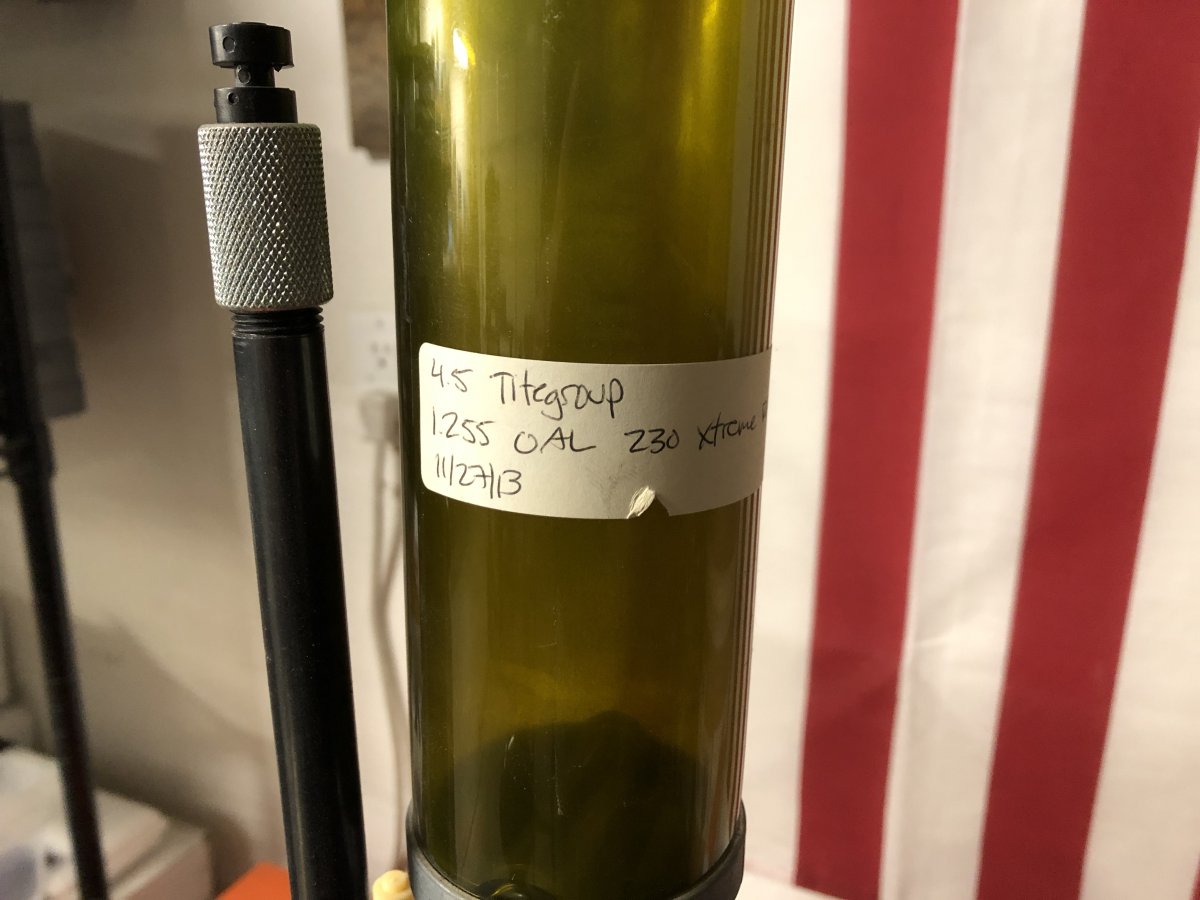 4.5 Titegroup
1.255 OAL 230 Xtreme
11/27/13